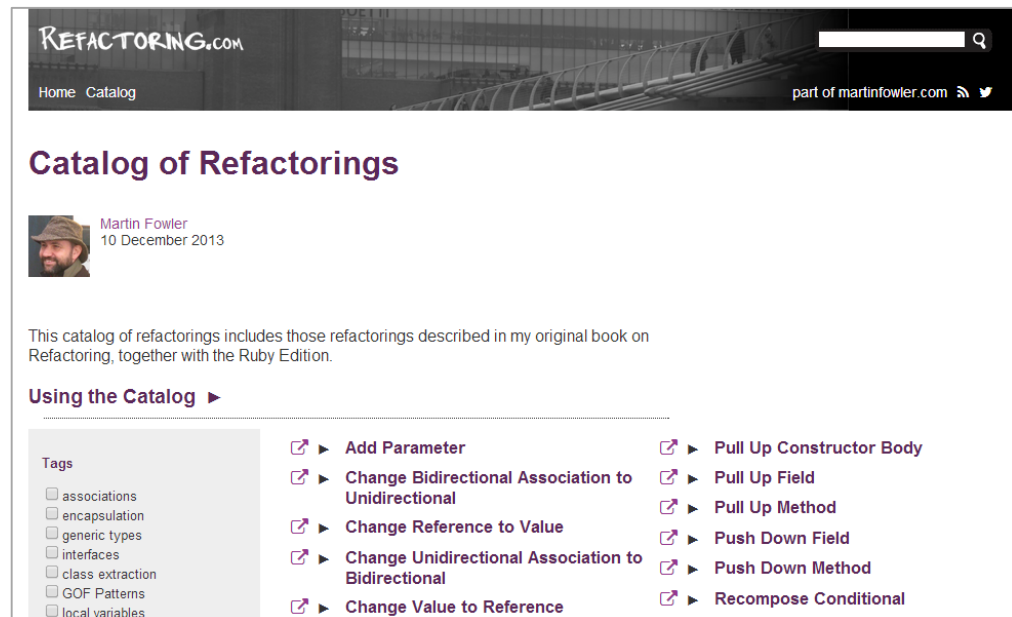 REFACTORING.COM
Home Catalog
part of martinfowler.com
Catalog of Refactorings
Martin Fowler
10 December 2013
This catalog of refactorings includes those refactorings described in my original book on
Refactoring, together with the Ruby Edition.
Using the Catalog ►
Tags
associations
encapsulation
generic types
interfaces
class extraction
GOF Patterns
local variables
► Add Parameter
► Change Bidirectional Association to
Unidirectional
► Change Reference to Value
► Change Unidirectional Association to
Bidirectional
► Change Value to Reference
► Pull Up Constructor Body
► Pull Up Field
► Pull Up Method
► Push Down Field
► Push Down Method
► Recompose Conditional